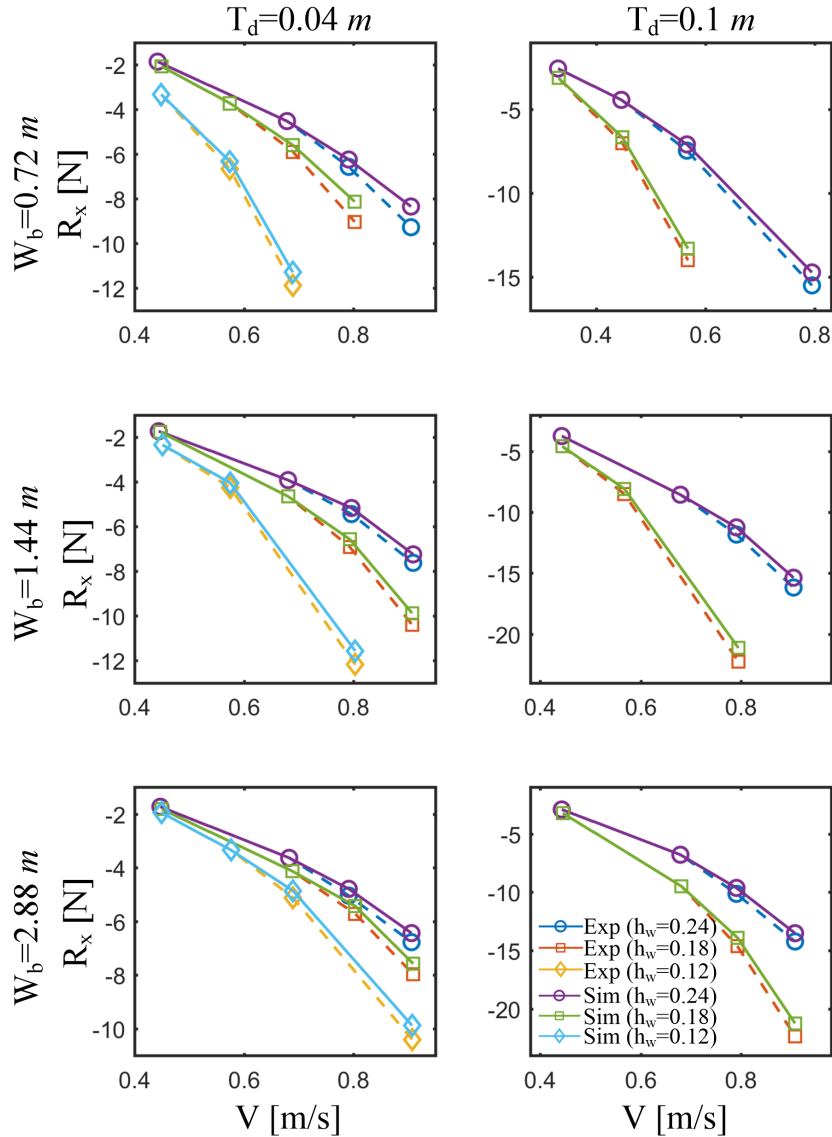 T_d=0.04 m
T_d=0.1 m
W_b=0.72 m
R_x [N]
-2
-4
-6
-8
-10
-12
0.4
0.6
0.8
-5
-10
-15
0.4
0.6
0.8
W_b=1.44 m
R_x [N]
-2
-4
-6
-8
-10
-12
0.4
0.6
0.8
-5
-10
-15
-20
0.4
0.6
0.8
W_b=2.88 m
R_x [N]
-2
-4
-6
-8
-10
0.4
0.6
0.8
V [m/s]
-5
-10
-15
-20
Exp (h_w=0.24)
Exp (h_w=0.18)
Exp (h_w=0.12)
Sim (h_w=0.24)
Sim (h_w=0.18)
Sim (h_w=0.12)
0.4
0.6
0.8
V [m/s]